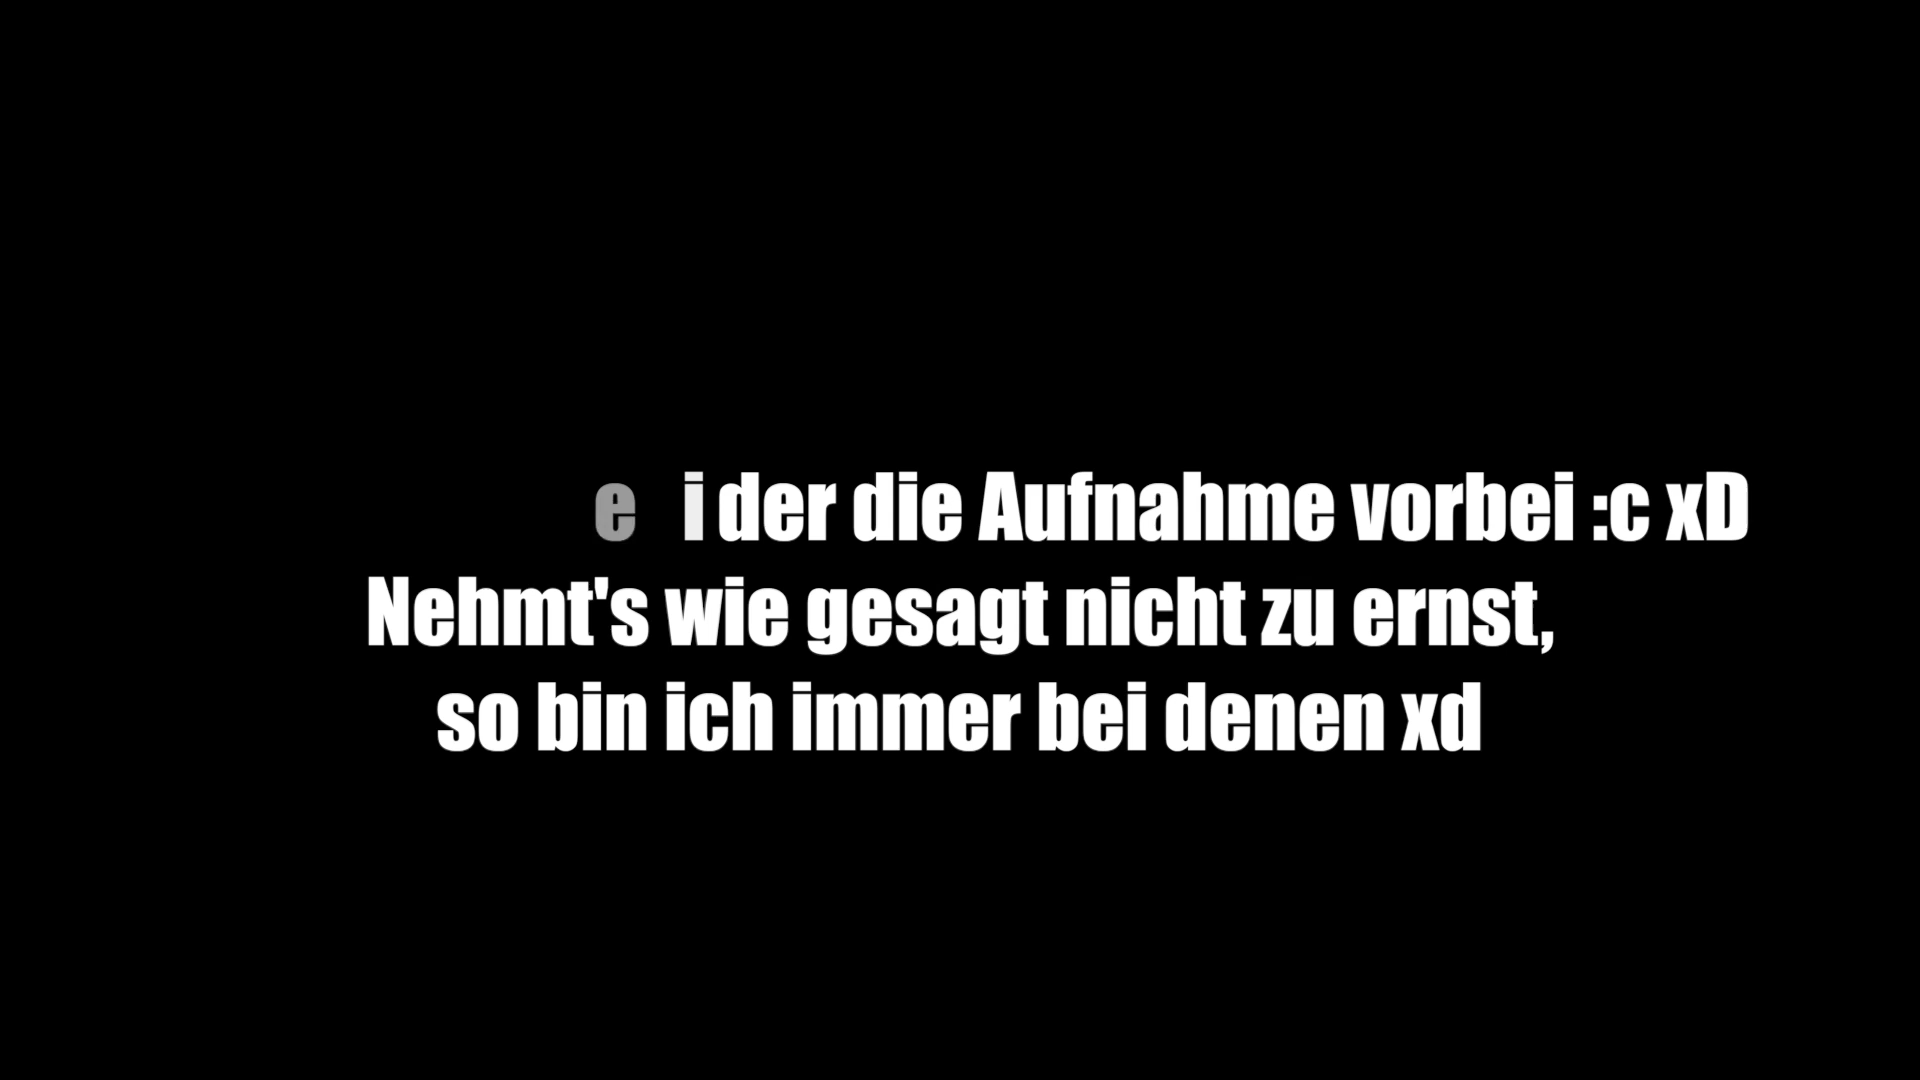 e i der die Aufnahme vorbei :c xD
Nehmt's wie gesagt nicht zu ernst,
so bin ich immer bei denen xd